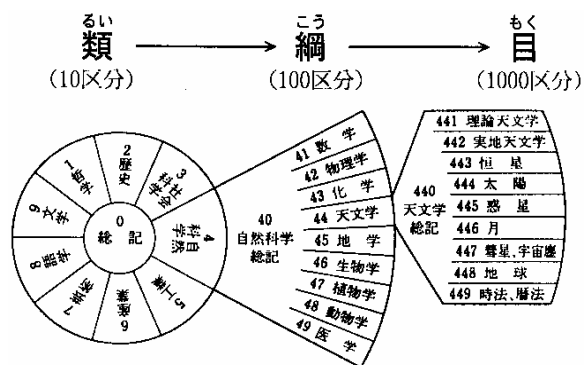 るい
類
(10区分)
こう
綱
(100区分)
もく
目
(1000区分)
0
総記
1
哲学
2
歴史
3
社会
科学
4
自然
科学
5
工業
6
産業
7
芸術
8
語学
9
文学
40
自然科学
総記
41 数学
42 物理学
43 化学
44 天文学
45 地学
46 生物学
47 植物学
48 動物学
49 医学
440
天文学
総記
441 理論天文学
442 実地天文学
443 恒星
444 太陽
445 惑星
446 月
447 彗星,宇宙塵
448 地球
449 時法、暦法